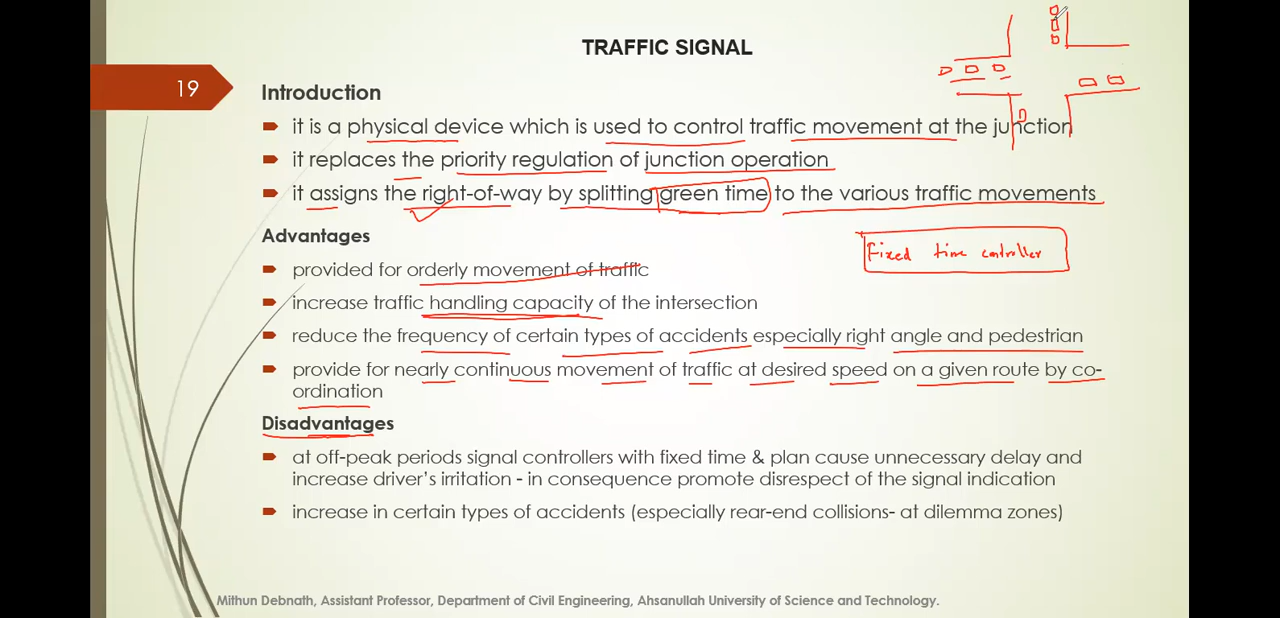 TRAFFIC SIGNAL
19
Introduction
it is a physical device which is used to control traffic movement at the junction
it replaces the priority regulation of junction operation
it assigns the right-of-way by splitting green time to the various traffic movements
Advantages
Fixed time controller
provided for orderly movement of traffic
increase traffic handling capacity of the intersection
reduce the frequency of certain types of accidents especially right angle and pedestrian
provide for nearly continuous movement of traffic at desired speed on a given route by co-
ordination
Disadvantages
at off-peak periods signal controllers with fixed time & plan cause unnecessary delay and
increase driver's irritation - in consequence promote disrespect of the signal indication
increase in certain types of accidents (especially rear-end collisions- at dilemma zones)
Mithun Debnath, Assistant Professor, Department of Civil Engineering, Ahsanullah University of Science and Technology.